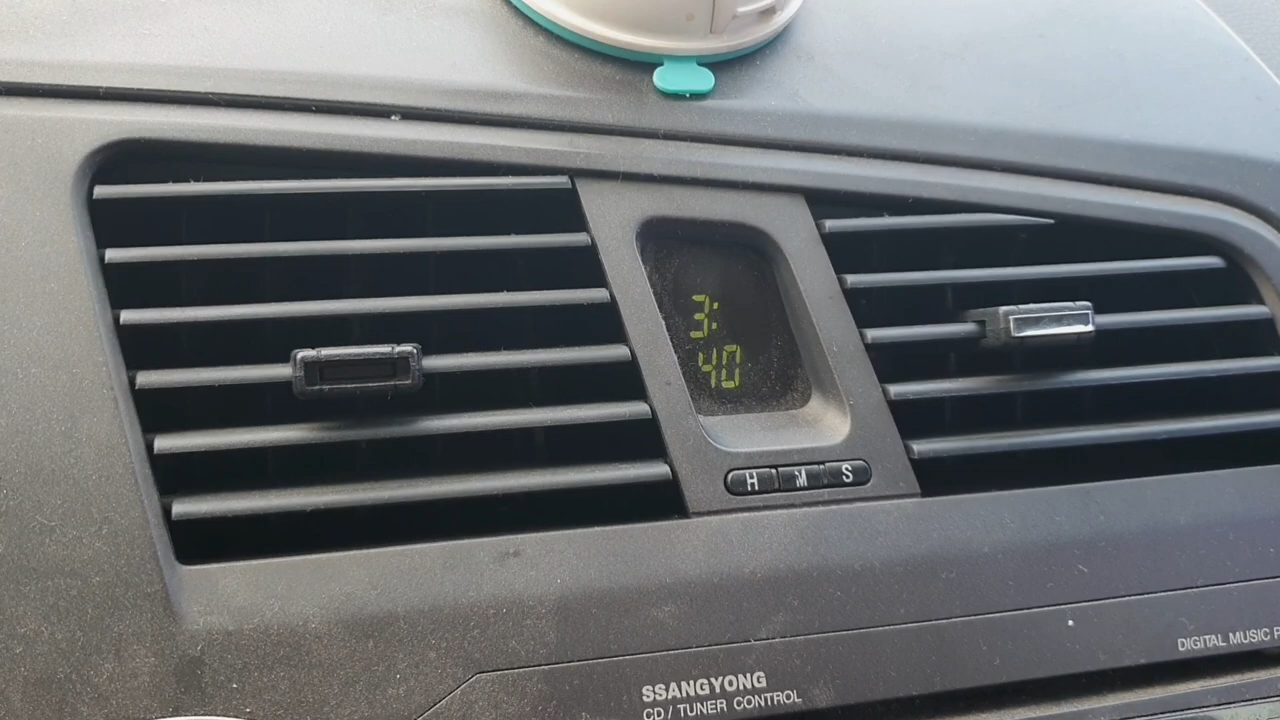 3:
40
H M S
SSANGYONG
CD / TUNER CONTROL
DIGITAL MUSIC